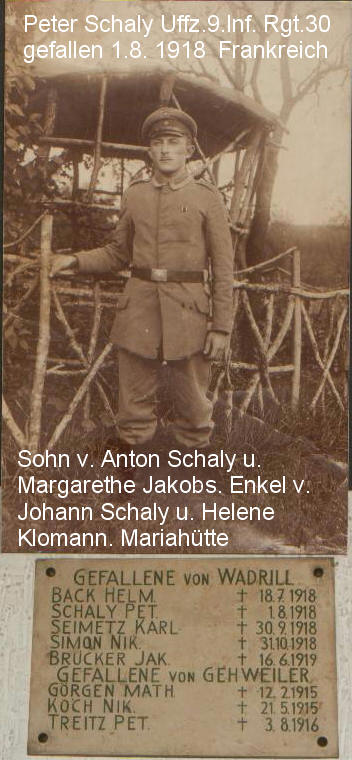 Peter Schaly Uffz.9.Inf. Rgt.30
gefallen 1.8. 1918 Frankreich
Sohn v. Anton Schaly u.
Margarethe Jakobs. Enkel v.
Johann Schaly u. Helene
Klomann. Mariahütte
GEFALLENE VON WADRILL
BACK HELM. † 18.7.1918
SCHALY PET. † 1.8.1918
SEIMETZ KARL † 30.9.1918
SIMON NIK. † 31.10.1918
BRÜCKER JAK. † 16.6.1919
GEFALLENE VON GEHWEILER
GÖRGEN MATH. † 12.2.1915
KOCH NIK. † 21.5.1915
TREITZ PET. † 3.8.1916